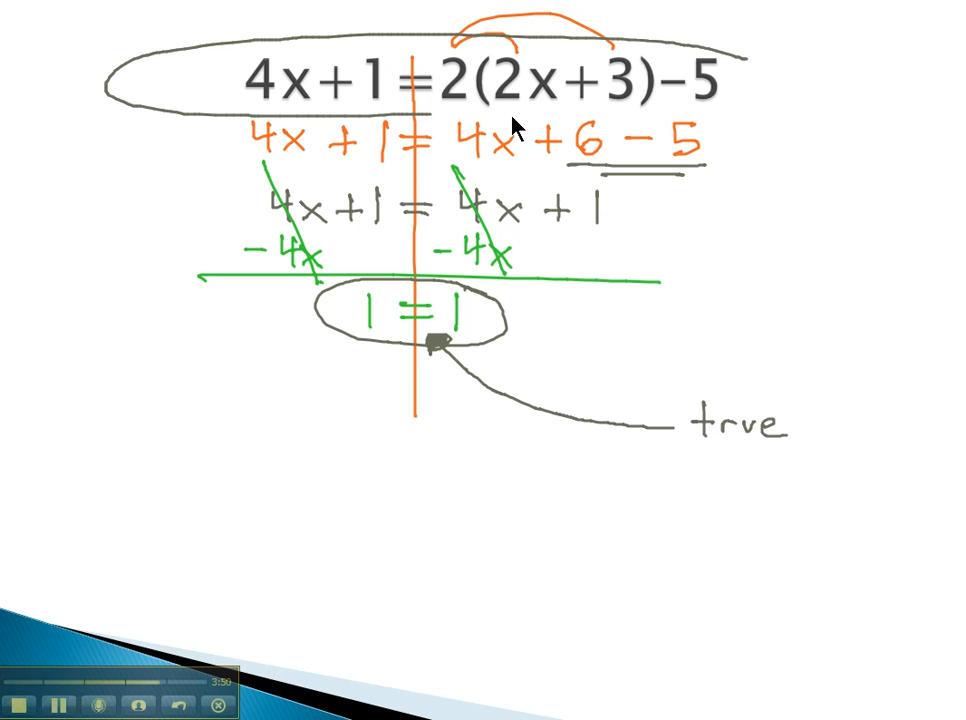 4x+1=2(2x+3)–5
4x + 1 = 4x + 6 – 5
4x + 1 = 4x + 1
– 4x – 4x
1 = 1
true
3:50